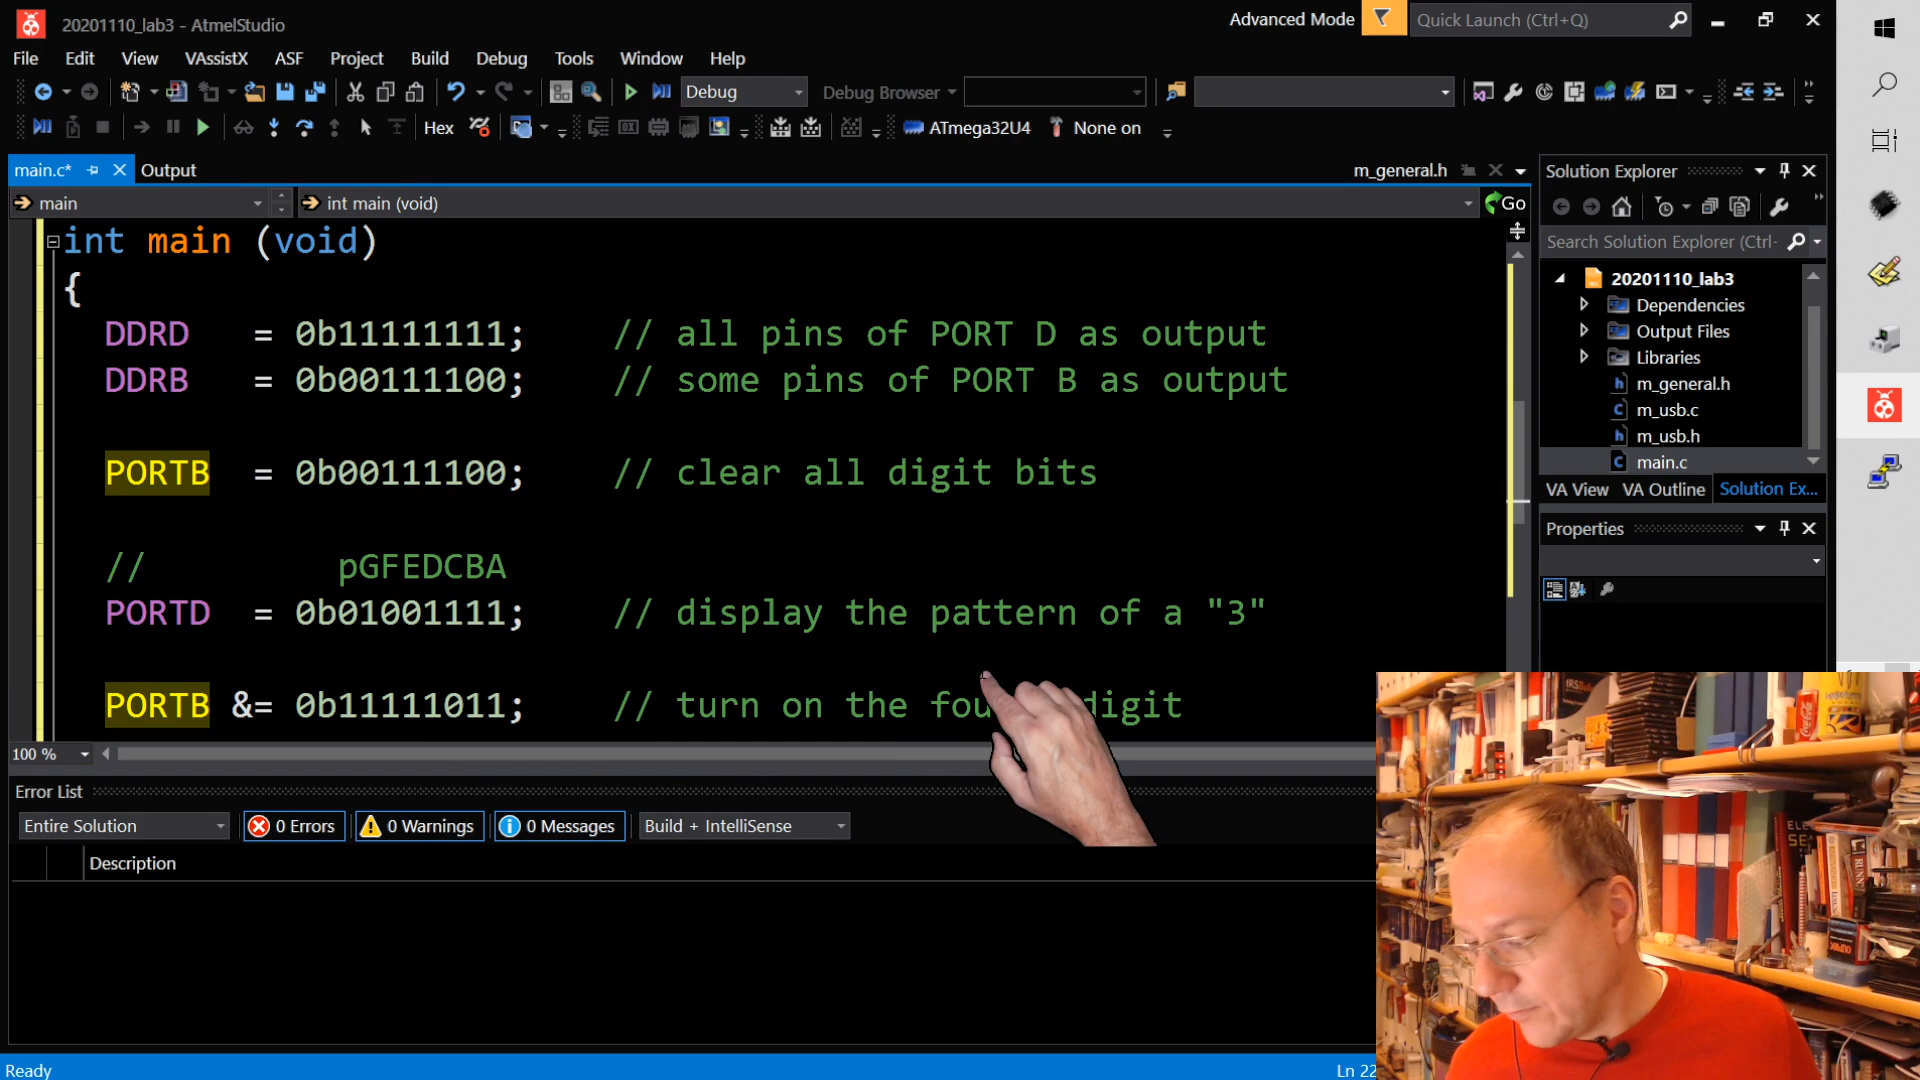 20201110_lab3 - AtmelStudio
Advanced Mode
Quick Launch (Ctrl+Q)
File Edit View VAssistX ASF Project Build Debug Tools Window Help
Debug
Debug Browser
Hex
ATmega32U4
None on
main.c*
Output
m_general.h
main
int main (void)
Go
int main (void)
{
DDRD = 0b11111111; // all pins of PORT D as output
DDRB = 0b00111100; // some pins of PORT B as output
PORTB = 0b00111100; // clear all digit bits
// pGFEDCBA
PORTD = 0b01001111; // display the pattern of a "3"
PORTB &= 0b11111011; // turn on the digit
100 %
Error List
Entire Solution
0 Errors
0 Warnings
0 Messages
Build + IntelliSense
Description
Ready
Ln 22
Solution Explorer
Search Solution Explorer (Ctrl-
20201110_lab3
Dependencies
Output Files
Libraries
m_general.h
m_usb.c
m_usb.h
main.c
VA View VA Outline Solution Ex...
Properties